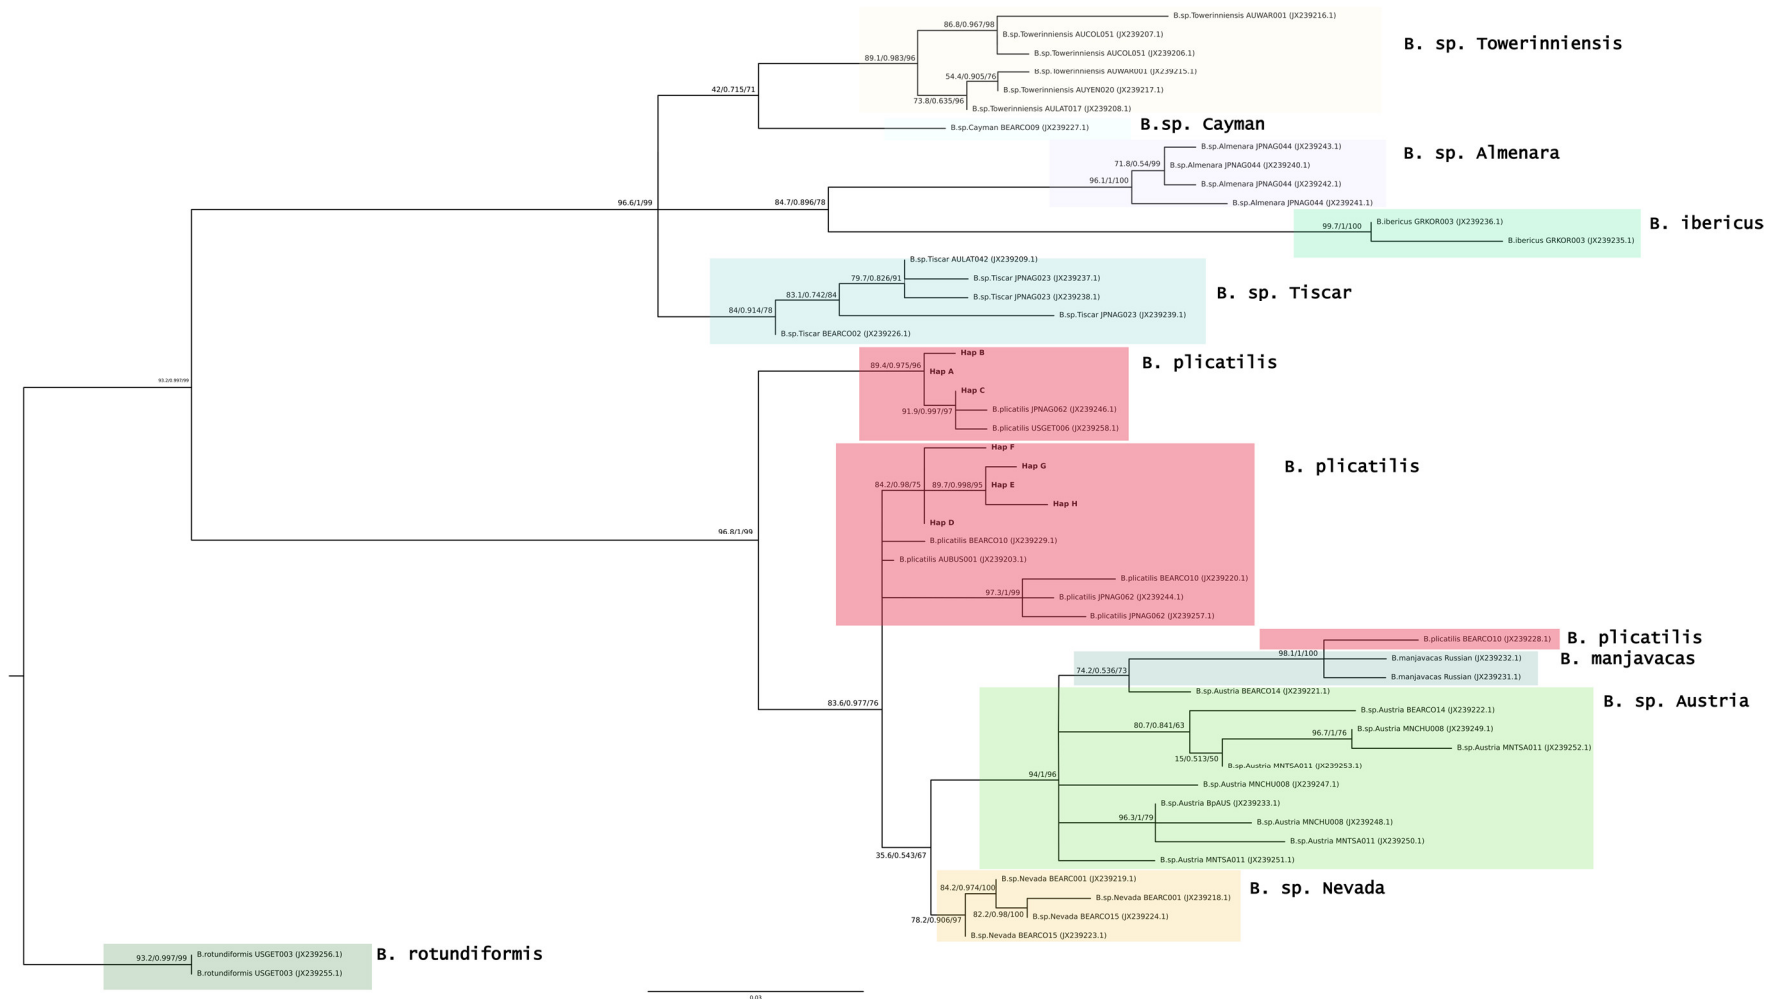 B.sp.Towerinniensis AUWAR001 (JX239216.1)
86.8/0.967/98
B.sp.Towerinniensis AUCOL051 (JX239207.1)
B. sp. Towerinniensis
B.sp.Towerinniensis AUCOL051 (JX239206.1)
89.1/0.983/96
B.sp.Towerinniensis AUWAR001 (JX239215.1)
54.4/0.905/76
B.sp.Towerinniensis AUYEN020 (JX239217.1)
42/0.715/71
73.8/0.635/96
B.sp.Towerinniensis AULAT017 (JX239208.1)
B.sp.Cayman BEARCO09 (JX239227.1)
B.sp. Cayman
B.sp.Almenara JPNAG044 (JX239243.1)
B. sp. Almenara
71.8/0.54/99
B.sp.Almenara JPNAG044 (JX239240.1)
96.1/1/100
B.sp.Almenara JPNAG044 (JX239242.1)
96.6/1/99
84.7/0.896/78
B.sp.Almenara JPNAG044 (JX239241.1)
B.ibericus GRKOR003 (JX239236.1)
B. ibericus
99.7/1/100
B.ibericus GRKOR003 (JX239235.1)
B.sp.Tiscar AULAT042 (JX239209.1)
79.7/0.826/91
B.sp.Tiscar JPNAG023 (JX239237.1)
B. sp. Tiscar
83.1/0.742/84
B.sp.Tiscar JPNAG023 (JX239238.1)
84/0.914/78
B.sp.Tiscar JPNAG023 (JX239239.1)
B.sp.Tiscar BEARCO02 (JX239226.1)
Hap B
B. plicatilis
89.4/0.975/96
Hap A
93.2/0.997/99
Hap C
91.9/0.997/97
B.plicatilis JPNAG062 (JX239246.1)
B.plicatilis USGET006 (JX239258.1)
Hap F
Hap G
B. plicatilis
84.2/0.98/75
89.7/0.998/95
Hap E
Hap H
Hap D
96.8/1/99
B.plicatilis BEARCO10 (JX239229.1)
B.plicatilis AUBUS001 (JX239203.1)
B.plicatilis BEARCO10 (JX239220.1)
97.3/1/99
B.plicatilis JPNAG062 (JX239244.1)
B.plicatilis JPNAG062 (JX239257.1)
B.plicatilis BEARCO10 (JX239228.1)
B. plicatilis
98.1/1/100
B.manjavacas Russian (JX239232.1)
B. manjavacas
74.2/0.536/73
B.manjavacas Russian (JX239231.1)
B.sp.Austria BEARCO14 (JX239221.1)
B. sp. Austria
83.6/0.977/76
B.sp.Austria BEARCO14 (JX239222.1)
80.7/0.841/63
B.sp.Austria MNCHU008 (JX239249.1)
96.7/1/76
B.sp.Austria MNTSA011 (JX239252.1)
15/0.513/50
B.sp.Austria MNTSA011 (JX239253.1)
94/1/96
B.sp.Austria MNCHU008 (JX239247.1)
B.sp.Austria BpAUS (JX239233.1)
96.3/1/79
B.sp.Austria MNCHU008 (JX239248.1)
B.sp.Austria MNTSA011 (JX239250.1)
35.6/0.543/67
B.sp.Austria MNTSA011 (JX239251.1)
B.sp.Nevada BEARC001 (JX239219.1)
84.2/0.974/100
B. sp. Nevada
B.sp.Nevada BEARC001 (JX239218.1)
82.2/0.98/100
B.sp.Nevada BEARCO15 (JX239224.1)
78.2/0.906/97
B.sp.Nevada BEARCO15 (JX239223.1)
B.rotundiformis USGET003 (JX239256.1)
B. rotundiformis
93.2/0.997/99
B.rotundiformis USGET003 (JX239255.1)
0.03